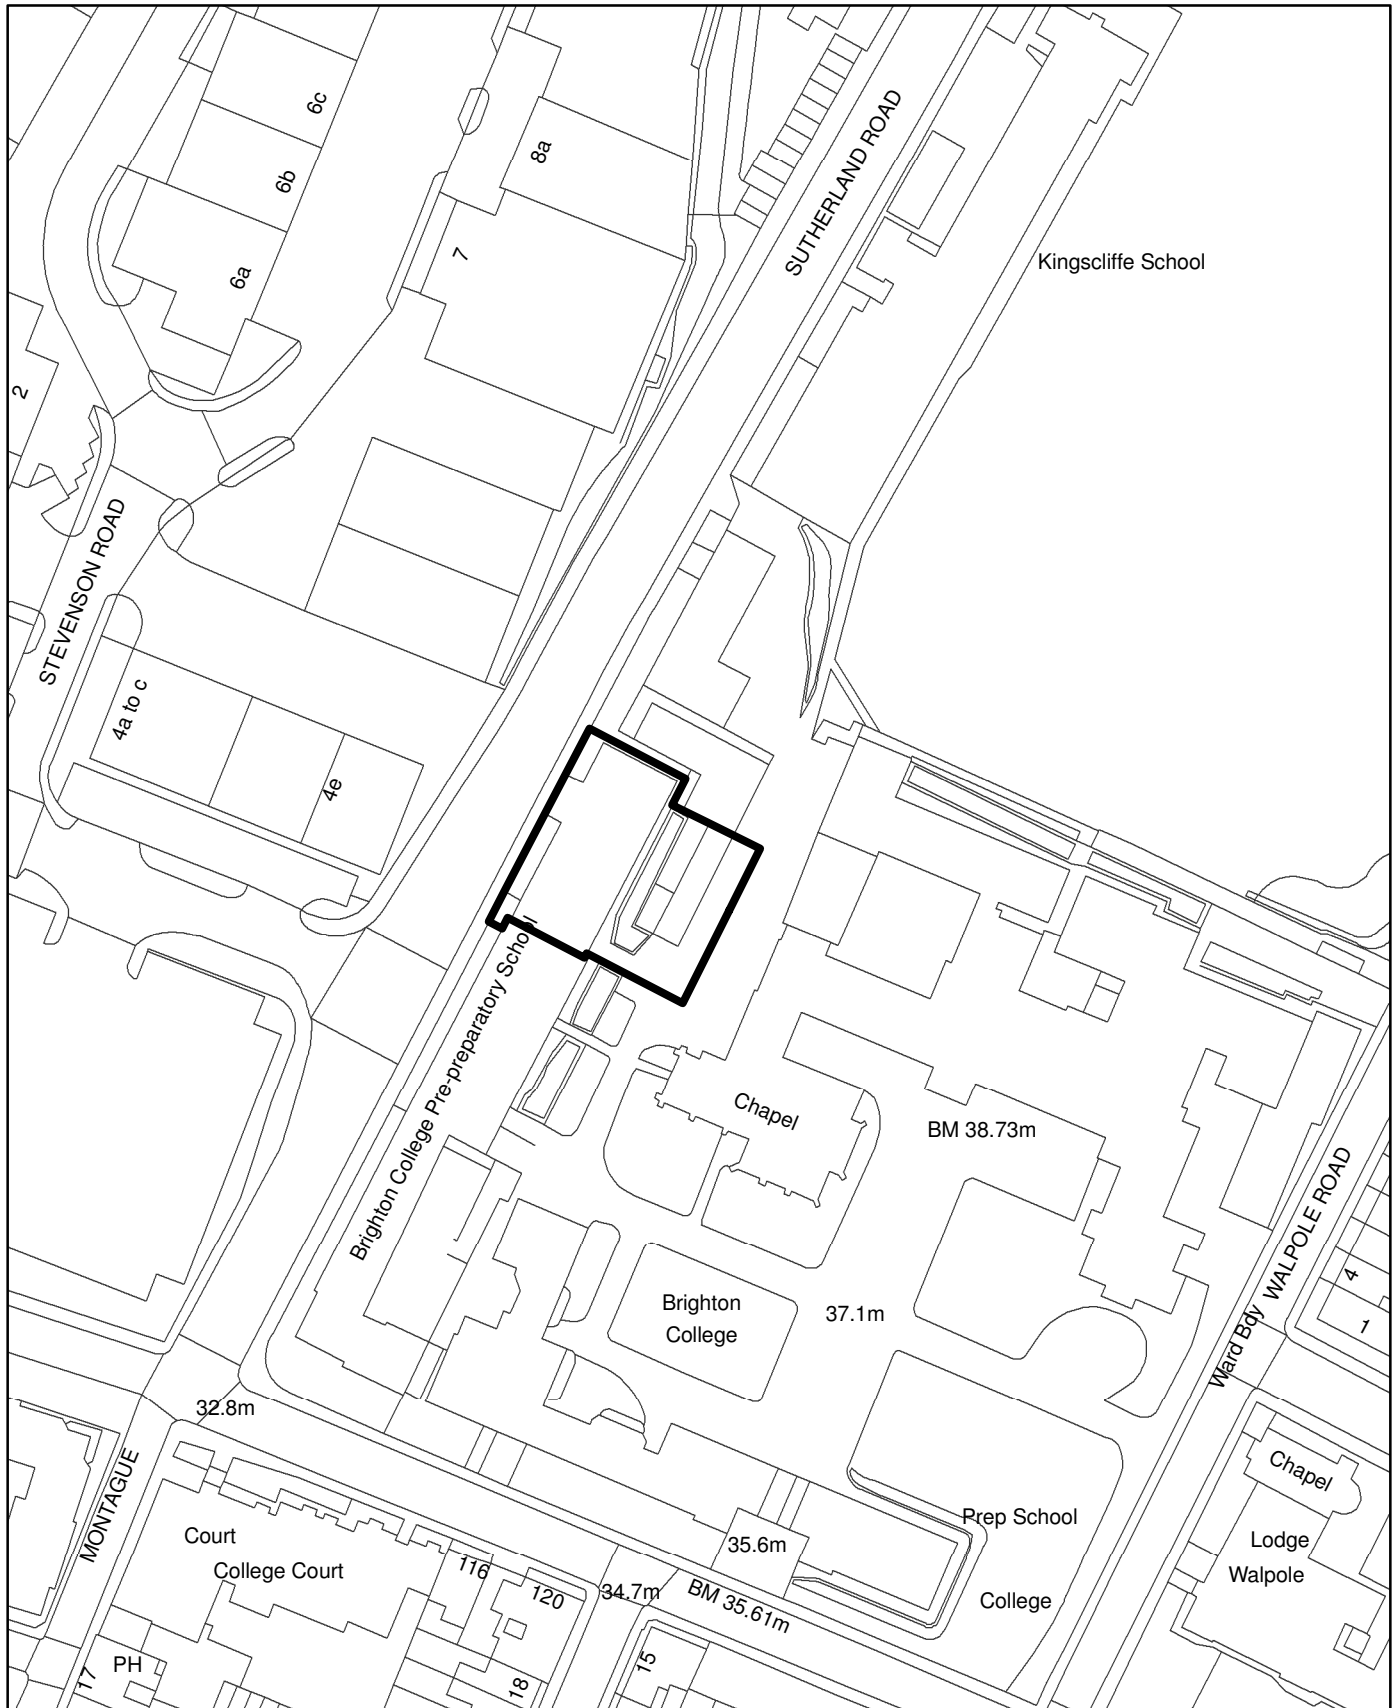 6c
6b
6a
8a
7
SUTHERLAND ROAD
Kingscliffe School
2
STEVENSON ROAD
4a to c
4e
Brighton College Pre-preparatory School
Chapel
BM 38.73m
WALPOLE ROAD
Ward Bdy
4
1
Brighton
College
37.1m
32.8m
MONTAGUE
Court
College Court
116
120
34.7m
BM 35.61m
35.6m
Prep School
College
Chapel
Lodge
Walpole
PH
17
18
15